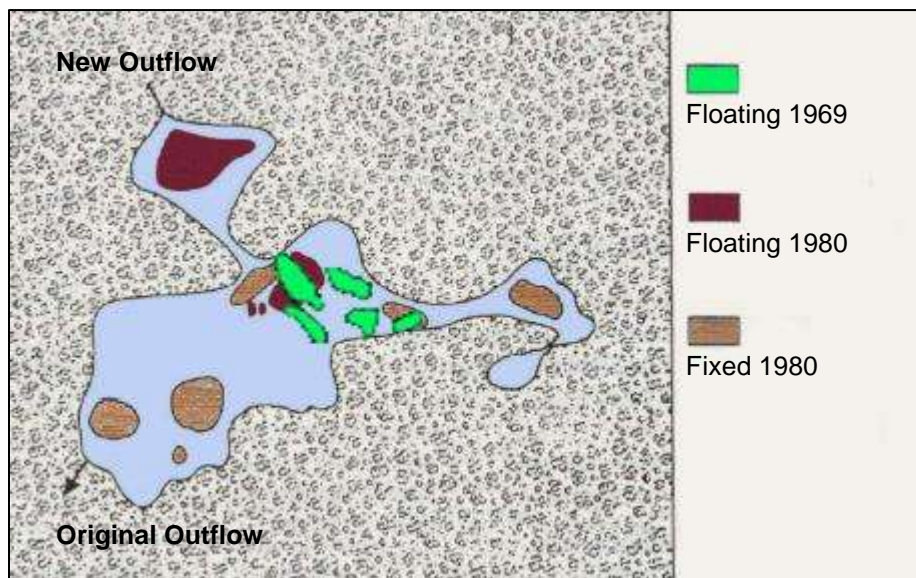 New Outflow
Floating 1969
Floating 1980
Fixed 1980
Original Outflow